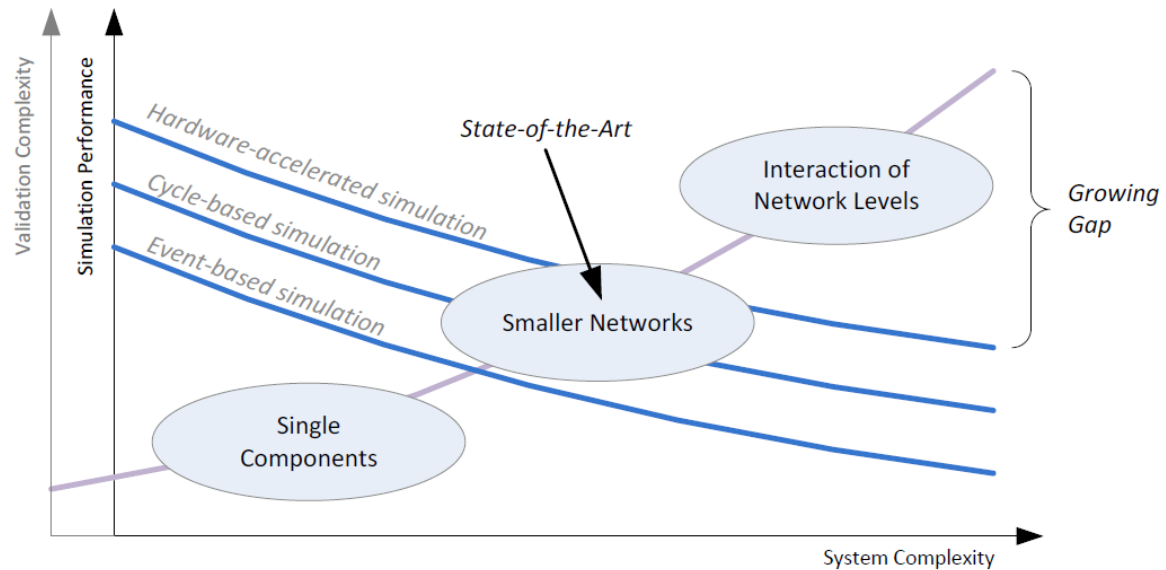 Validation Complexity
Simulation Performance
Hardware-accelerated simulation
Cycle-based simulation
Event-based simulation
State-of-the-Art
Interaction of
Network Levels
Growing
Gap
Smaller Networks
Single
Components
System Complexity